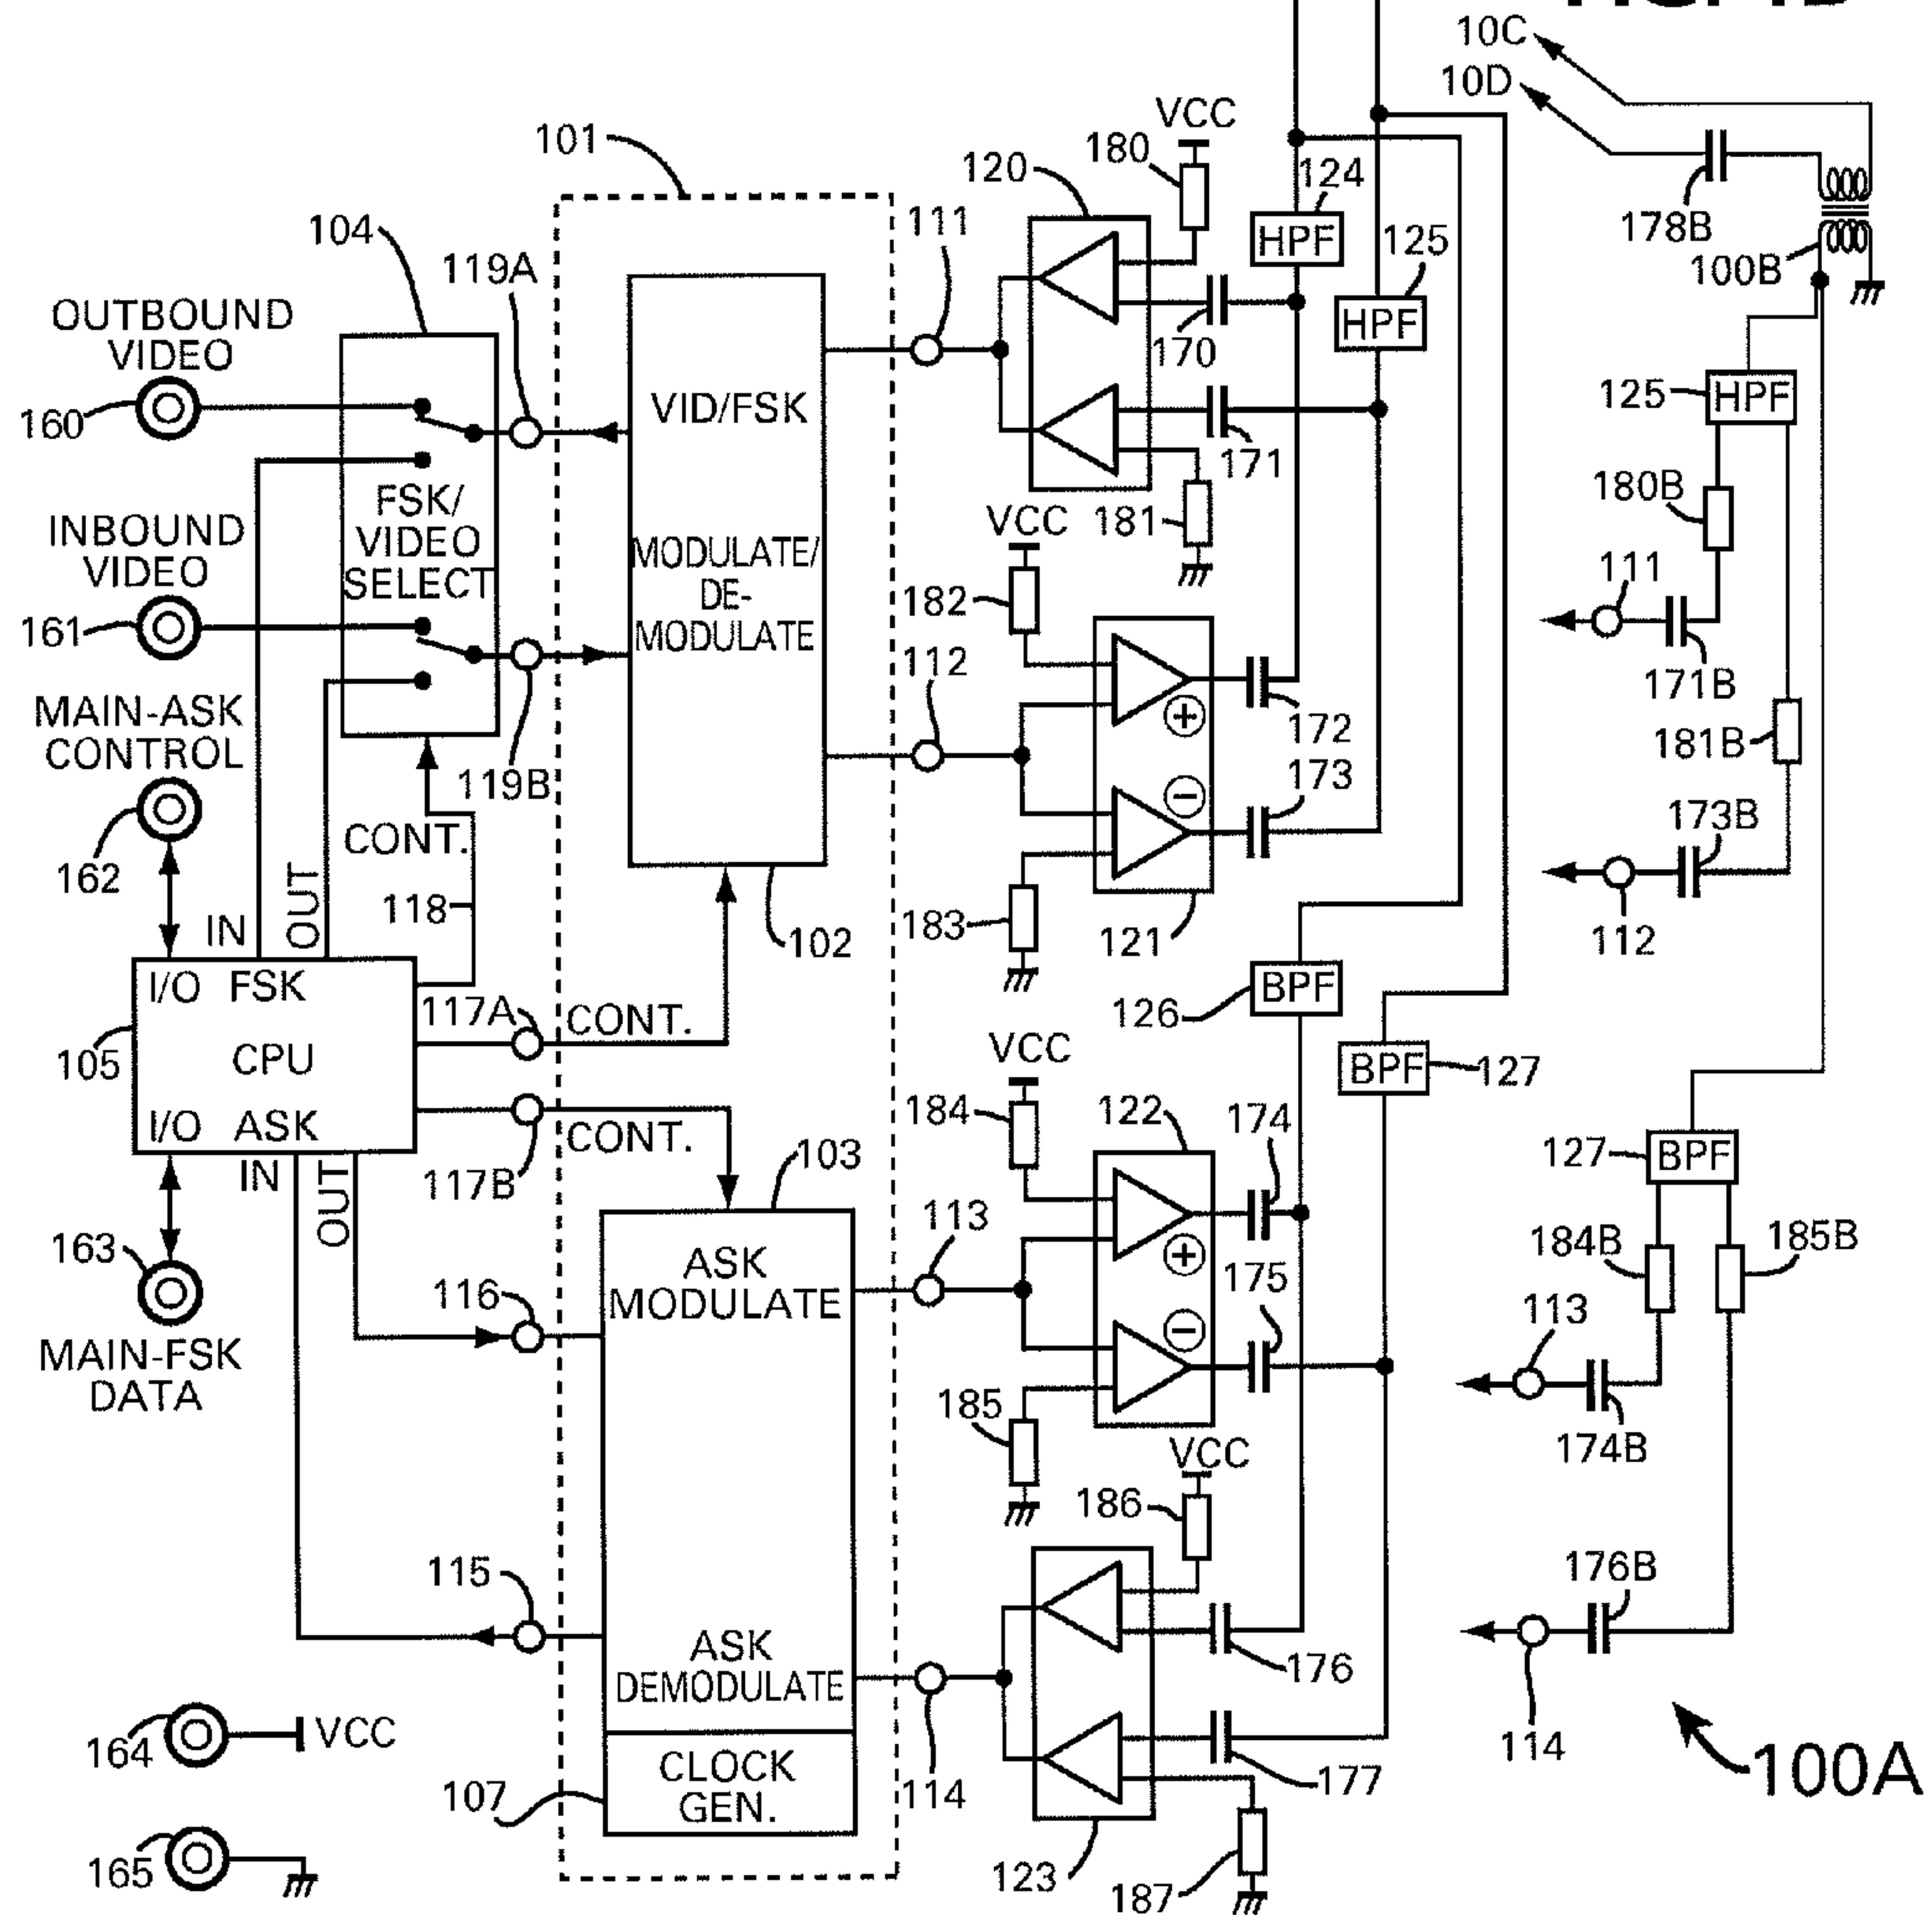 10C
10D
VCC
101
180
120
124
111
HPF
125
178B
104
119A
100B
OUTBOUND
VIDEO
HPF
170
125
HPF
160
VID/FSK
171
180B
FSK/
VIDEO
SELECT
VCC
181
INBOUND
VIDEO
MODULATE/
DE-
MODULATE
111
182
161
112
171B
MAIN-ASK
CONTROL
+
172
181B
119B
173
−
173B
CONT.
162
OUT
118
IN
183
121
102
112
I/O FSK
BPF
117A
CONT.
126
105
CPU
VCC
BPF
127
I/O ASK
184
122
174
CONT.
127
BPF
IN
OUT
117B
103
163
113
184B
185B
ASK
MODULATE
+
175
116
113
−
MAIN-FSK
DATA
185
174B
VCC
186
115
176B
ASK
DEMODULATE
176
164
VCC
114
CLOCK
GEN.
107
114
177
100A
165
123
187